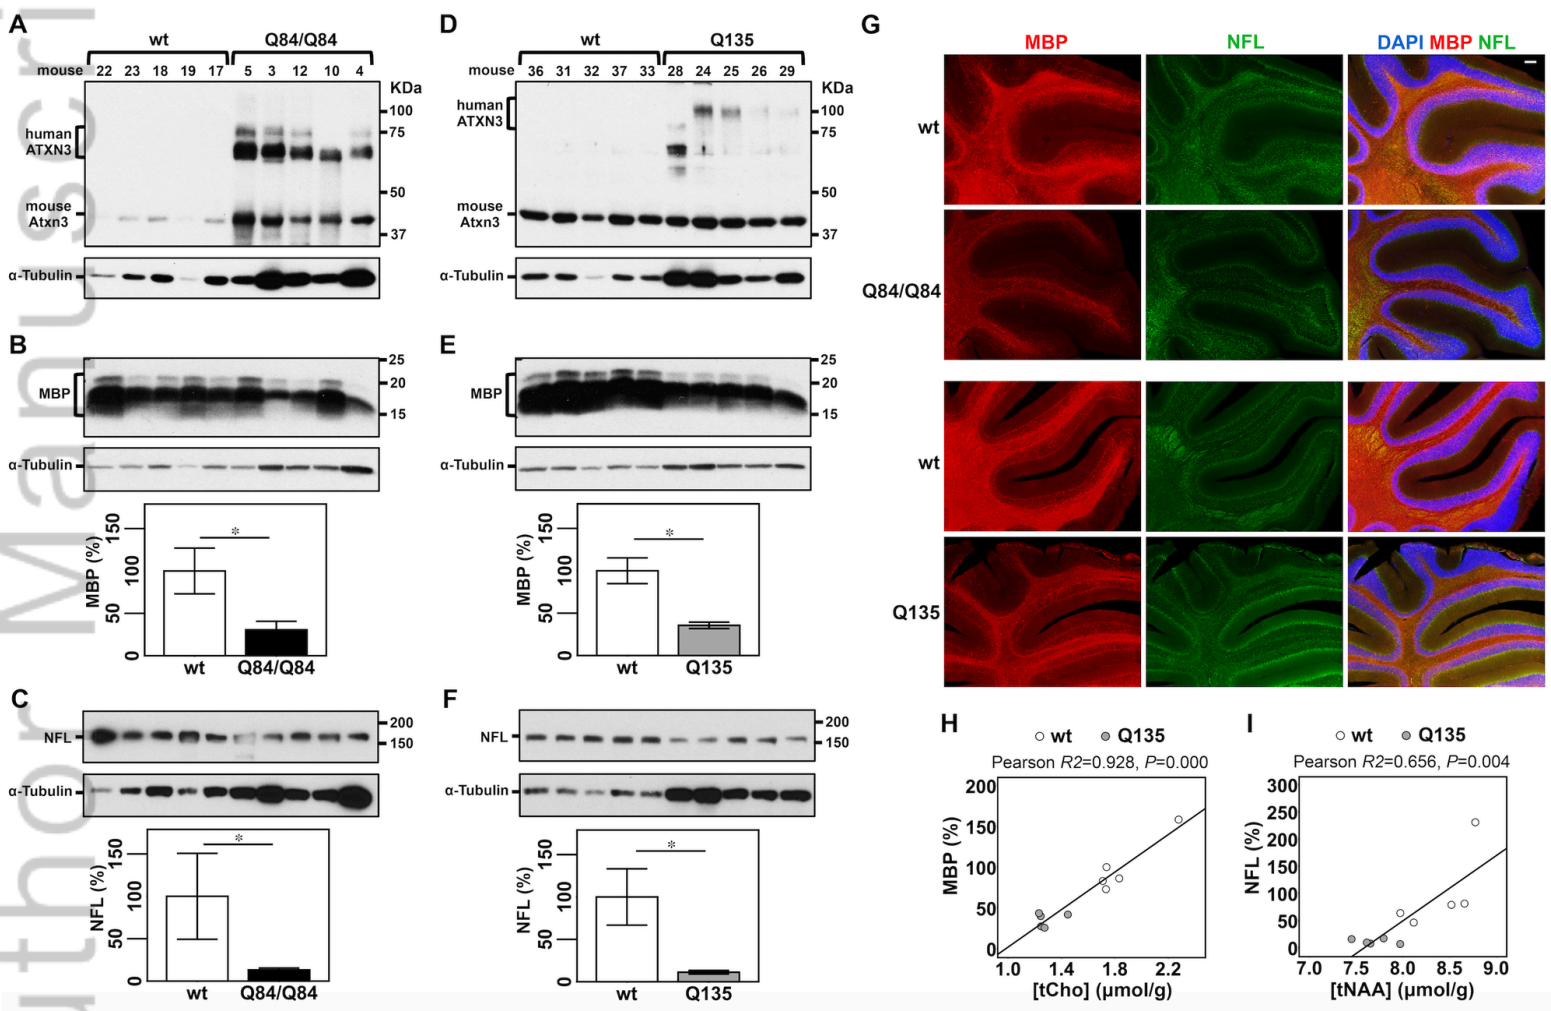 Author Manuscri
A
wt
Q84/Q84
mouse 22 23 18 19 17 5 3 12 10 4
KDa
100
75
50
37
human
ATXN3
mouse
Atxn3
α-Tubulin
B
25
20
15
MBP
α-Tubulin
MBP (%)
150
100
50
0
*
wt
Q84/Q84
C
200
150
NFL
α-Tubulin
NFL (%)
150
100
50
0
*
wt
Q84/Q84
D
wt
Q135
mouse 36 31 32 37 33 28 24 25 26 29
KDa
100
75
50
37
human
ATXN3
mouse
Atxn3
α-Tubulin
E
25
20
15
MBP
α-Tubulin
MBP (%)
150
100
50
0
*
wt
Q135
F
200
150
NFL
α-Tubulin
NFL (%)
150
100
50
0
*
wt
Q135
G
MBP
NFL
DAPI MBP NFL
wt
Q84/Q84
wt
Q135
H
wt Q135
Pearson R2=0.928, P=0.000
MBP (%)
200
150
100
50
0
1.0 1.4 1.8 2.2
[tCho] (μmol/g)
I
wt Q135
Pearson R2=0.656, P=0.004
NFL (%)
300
250
200
150
100
50
0
7.0 7.5 8.0 8.5 9.0
[tNAA] (μmol/g)